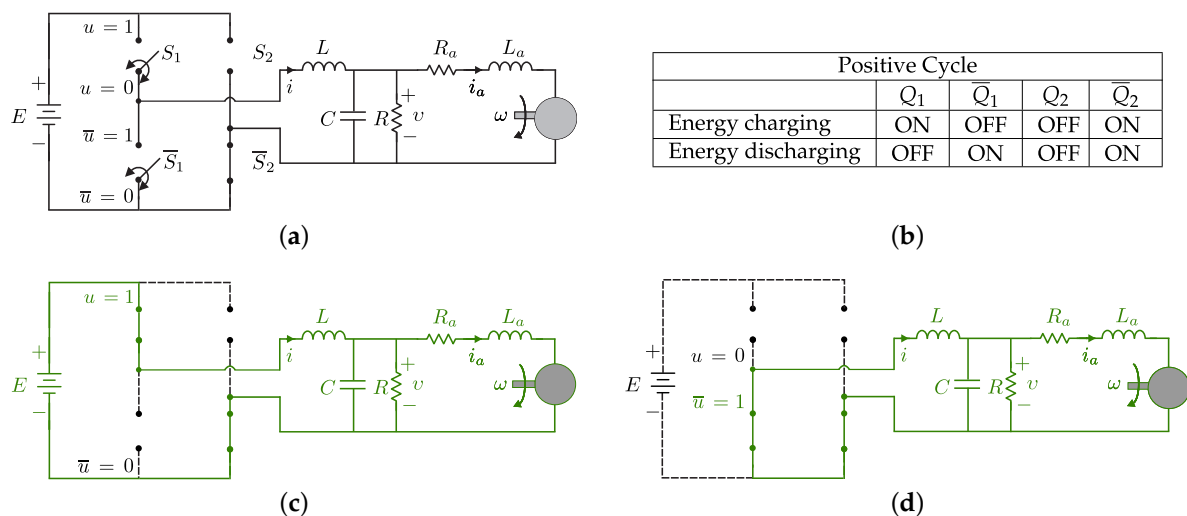 u = 1
S₁
S₂
L
Rₐ
Lₐ
+
E
−
u = 0
i
iₐ
ω
C
R
+
v
−
u̅ = 1
S̅₁
S̅₂
u̅ = 0
(a)
Positive Cycle
Q₁ Q̅₁ Q₂ Q̅₂
Energy charging ON OFF OFF ON
Energy discharging OFF ON OFF ON
(b)
u = 1
L
Rₐ
Lₐ
+
E
−
i
iₐ
ω
C
R
+
v
−
u̅ = 0
(c)
L
Rₐ
Lₐ
+
E
−
u = 0
i
iₐ
ω
C
R
+
v
−
u̅ = 1
(d)